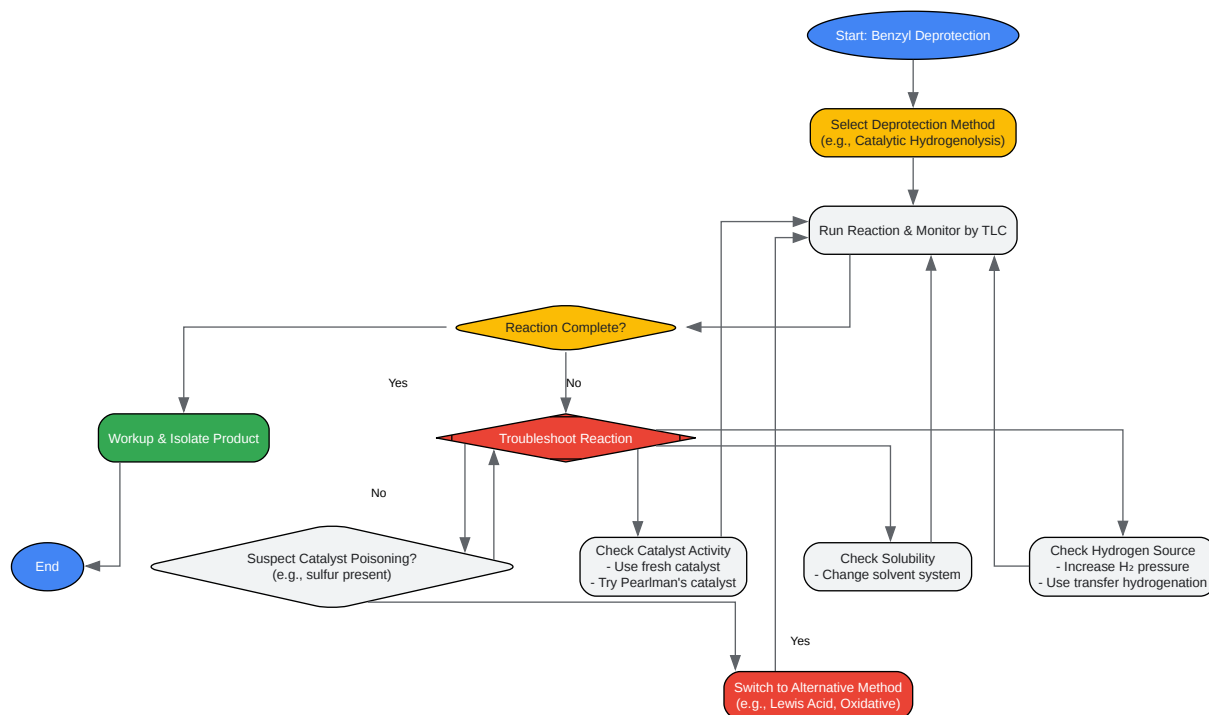 Start: Benzyl Deprotection
Select Deprotection Method
(e.g., Catalytic Hydrogenolysis)
Run Reaction & Monitor by TLC
Reaction Complete?
Yes
No
Workup & Isolate Product
Troubleshoot Reaction
No
Suspect Catalyst Poisoning?
(e.g., sulfur present)
Check Catalyst Activity
- Use fresh catalyst
- Try Pearlman's catalyst
Check Solubility
- Change solvent system
Check Hydrogen Source
- Increase H₂ pressure
- Use transfer hydrogenation
End
Yes
Switch to Alternative Method
(e.g., Lewis Acid, Oxidative)